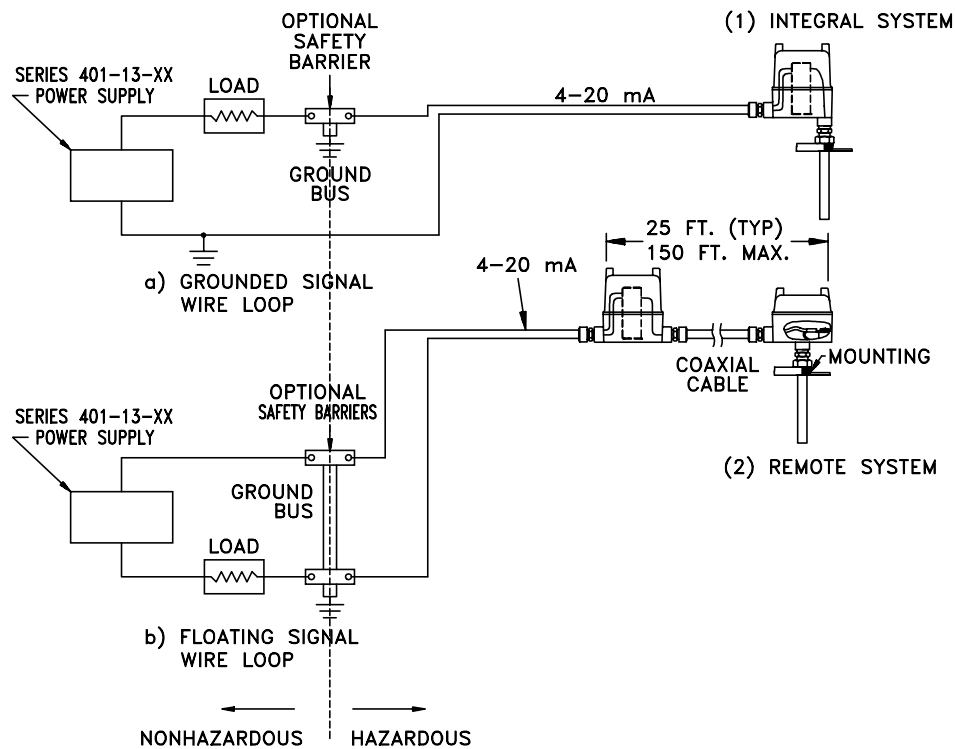 OPTIONAL
SAFETY
BARRIER
(1) INTEGRAL SYSTEM
SERIES 401-13-XX
POWER SUPPLY
LOAD
4-20 mA
GROUND
BUS
25 FT. (TYP)
150 FT. MAX.
a) GROUNDED SIGNAL
WIRE LOOP
4-20 mA
COAXIAL
CABLE
MOUNTING
OPTIONAL
SAFETY BARRIERS
SERIES 401-13-XX
POWER SUPPLY
(2) REMOTE SYSTEM
GROUND
BUS
LOAD
b) FLOATING SIGNAL
WIRE LOOP
NONHAZARDOUS
HAZARDOUS